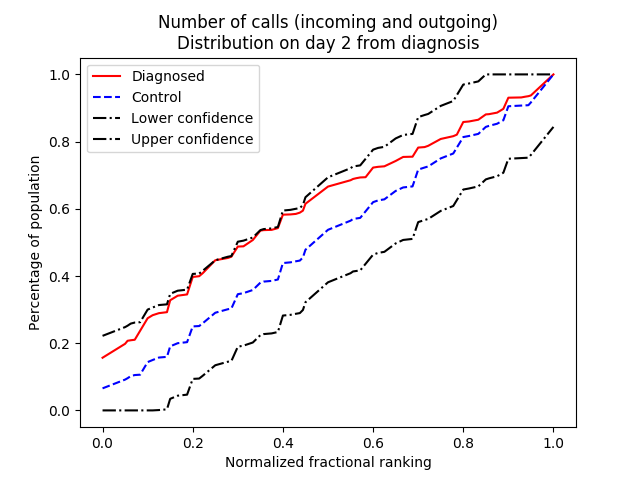 Number of calls (incoming and outgoing)
Distribution on day 2 from diagnosis
Diagnosed
Control
Lower confidence
Upper confidence
Percentage of population
1.0
0.8
0.6
0.4
0.2
0.0
0.0 0.2 0.4 0.6 0.8 1.0
Normalized fractional ranking